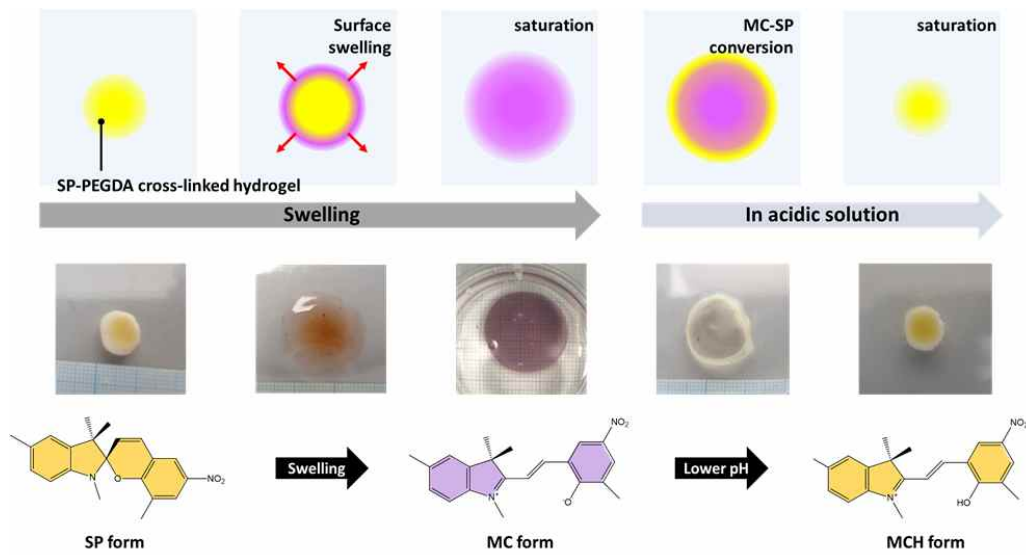 Surface
swelling
saturation
MC-SP
conversion
saturation
SP-PEGDA cross-linked hydrogel
Swelling
In acidic solution
N
O
NO₂
Swelling
N⁺
⁻O
NO₂
Lower pH
N⁺
HO
NO₂
SP form
MC form
MCH form